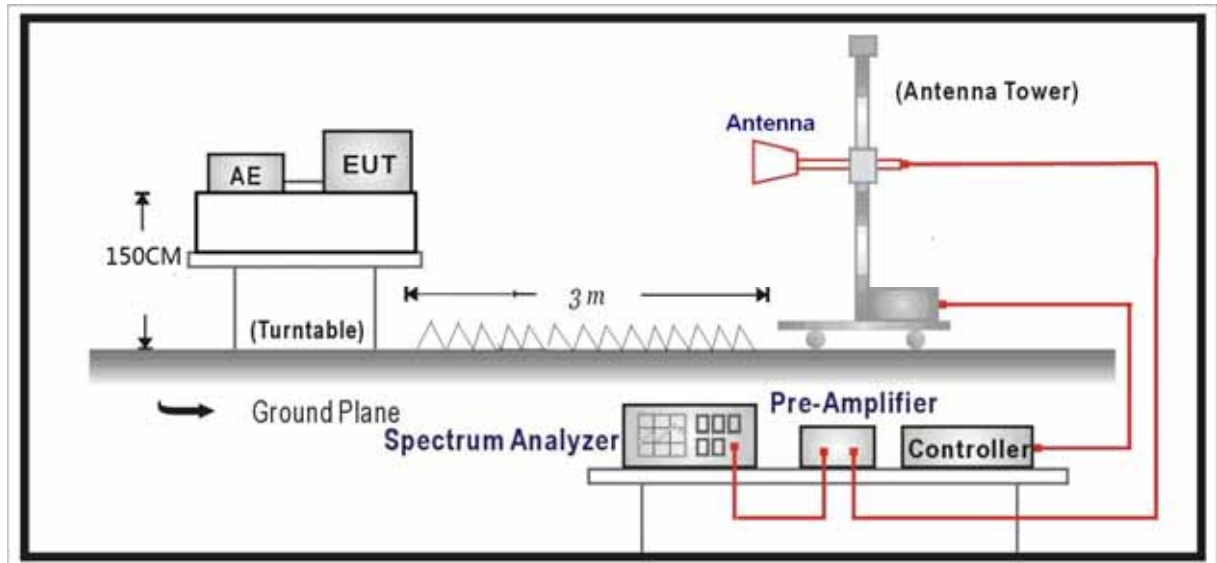 (Antenna Tower)
Antenna
AE
EUT
150CM
3 m
(Turntable)
Ground Plane
Spectrum Analyzer
Pre-Amplifier
Controller